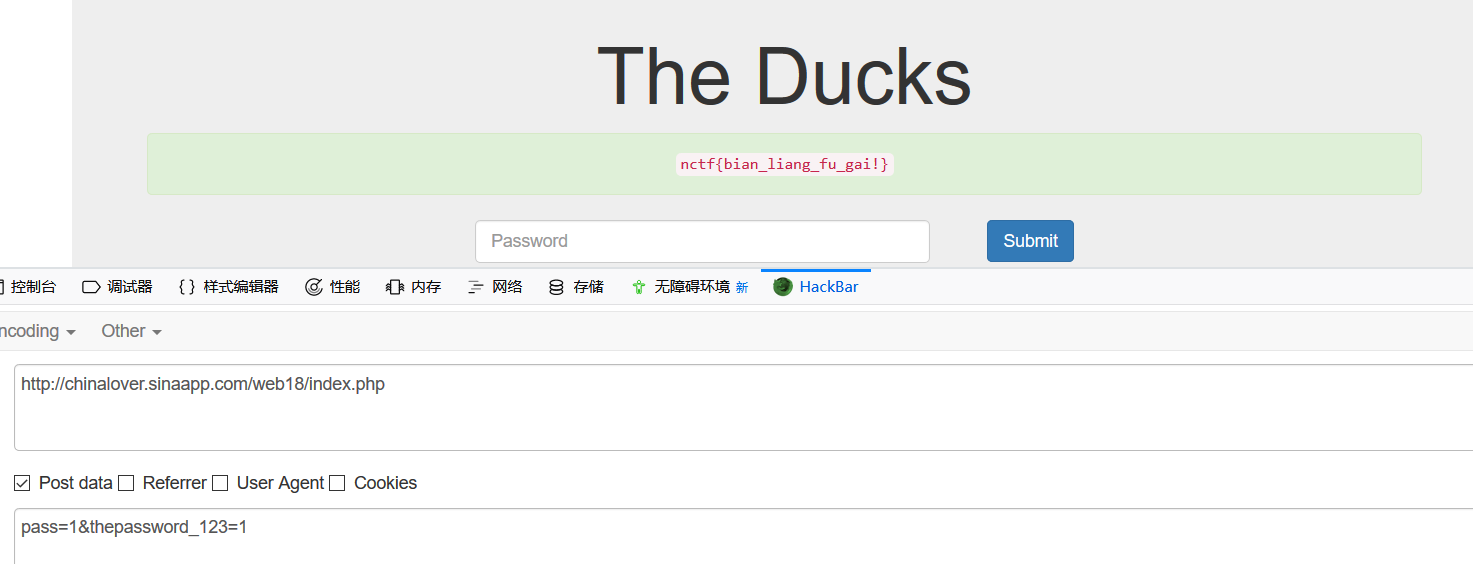 The Ducks
nctf{bian_liang_fu_gai!}
Password Submit
控制台 调试器 {} 样式编辑器 性能 内存 网络 存储 无障碍环境 新 HackBar
ncoding Other
http://chinalover.sinaapp.com/web18/index.php
Post data Referrer User Agent Cookies
pass=1&thepassword_123=1